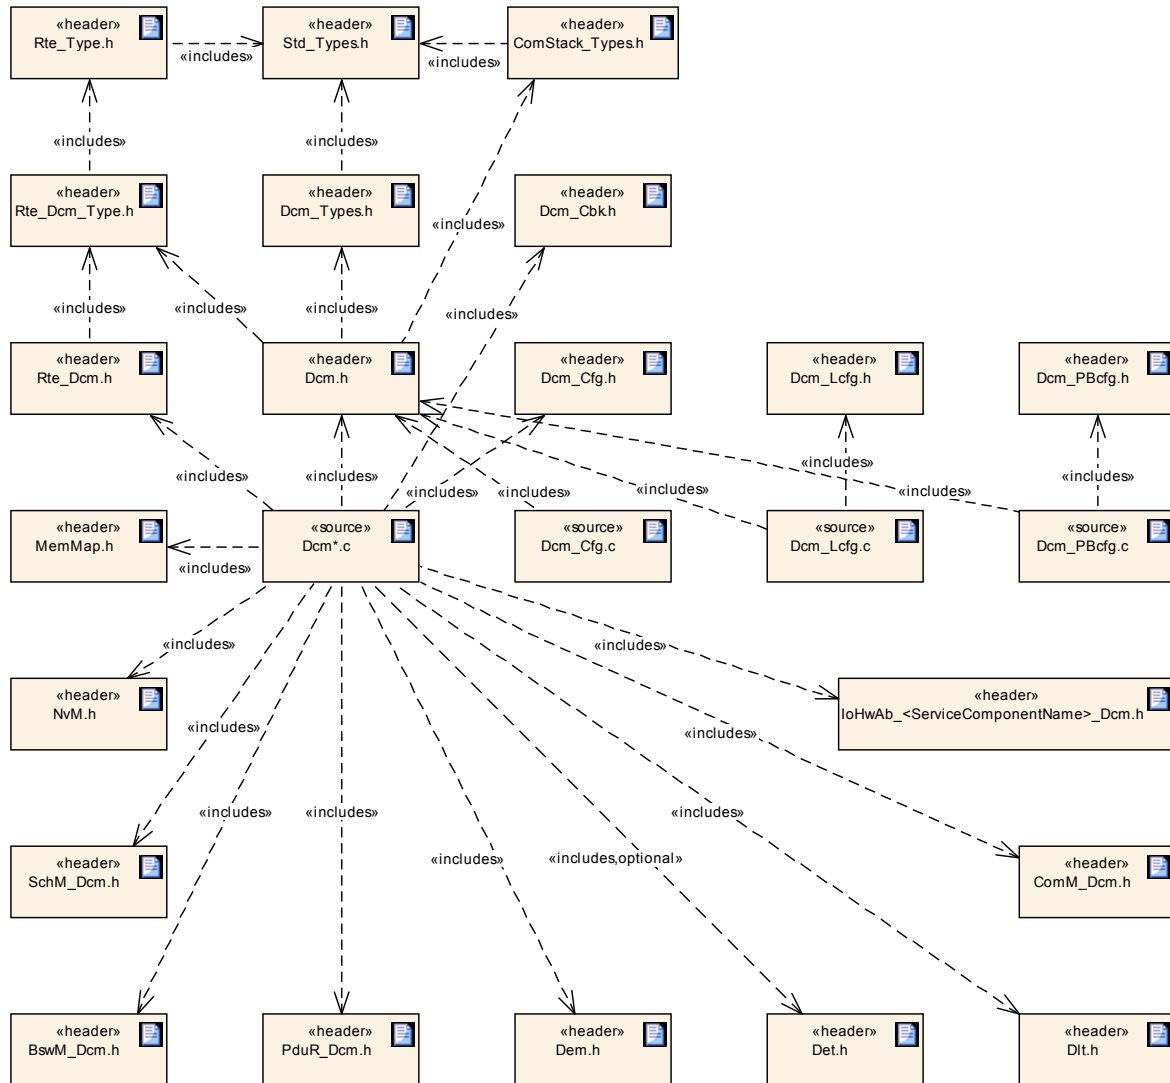 «header»
Rte_Type.h
«header»
Std_Types.h
«header»
ComStack_Types.h
«includes»
«includes»
«includes»
«includes»
«header»
Rte_Dcm_Type.h
«header»
Dcm_Types.h
«header»
Dcm_Cbk.h
«includes»
«includes»
«includes»
«includes»
«includes»
«header»
Rte_Dcm.h
«header»
Dcm.h
«header»
Dcm_Cfg.h
«header»
Dcm_Lcfg.h
«header»
Dcm_PBcfg.h
«includes»
«includes»
«includes»
«includes»
«includes»
«includes»
«includes»
«includes»
«header»
MemMap.h
«source»
Dcm*.c
«source»
Dcm_Cfg.c
«source»
Dcm_Lcfg.c
«source»
Dcm_PBcfg.c
«includes»
«includes»
«includes»
«header»
NvM.h
«header»
IoHwAb_<ServiceComponentName>_Dcm.h
«includes»
«includes»
«includes»
«includes»
«includes»
«includes»
«includes,optional»
«header»
SchM_Dcm.h
«header»
ComM_Dcm.h
«header»
BswM_Dcm.h
«header»
PduR_Dcm.h
«header»
Dem.h
«header»
Det.h
«header»
Dlt.h